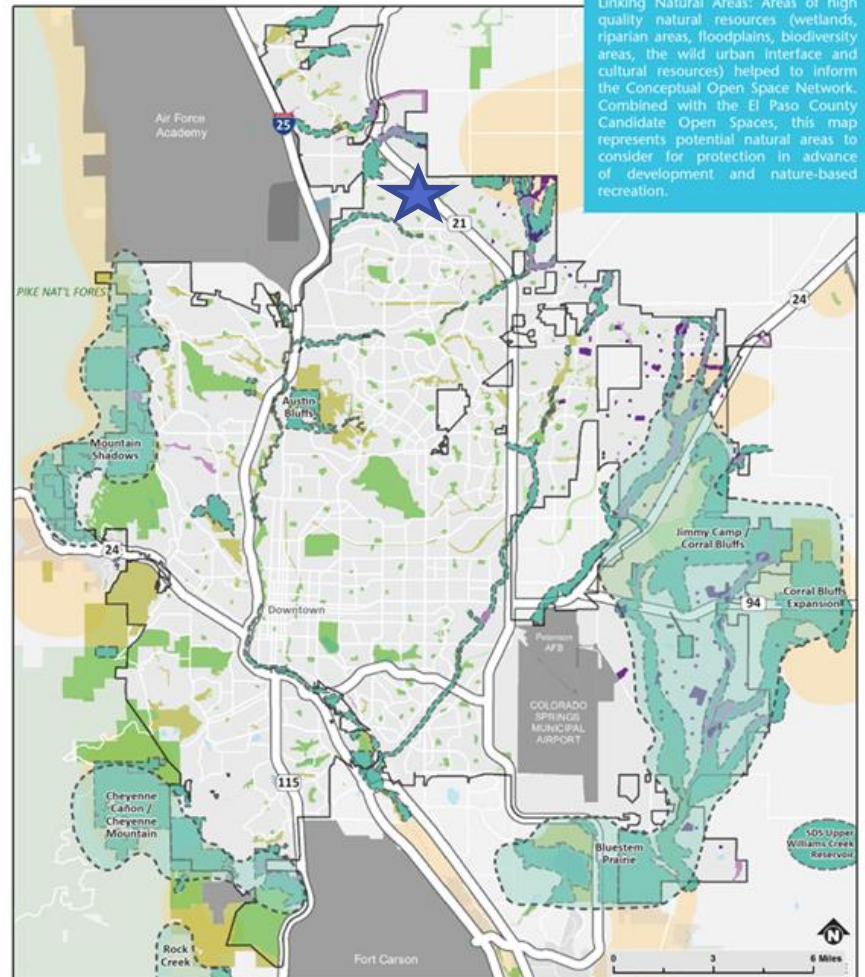 Linking Natural Areas: Areas of high
quality natural resources (wetlands,
riparian areas, floodplains, biodiversity
areas, the wild urban interface and
cultural resources) helped to inform
the Conceptual Open Space Network.
Combined with the El Paso County
Candidate Open Spaces, this map
represents potential natural areas to
consider for protection in advance
of development and nature-based
recreation.
Air Force
Academy
25
21
24
PIKE NAT'L FOREST
Austin
Bluffs
Mountain
Shadows
24
Jimmy Camp /
Corral Bluffs
Corral Bluffs
Expansion
94
Downtown
Peterson
AFB
COLORADO
SPRINGS
MUNICIPAL
AIRPORT
115
Cheyenne
Cañon /
Cheyenne
Mountain
Bluestem
Prairie
SDS Upper
Williams Creek
Reservoir
Rock
Creek
Fort Carson
N
0 3 6 Miles